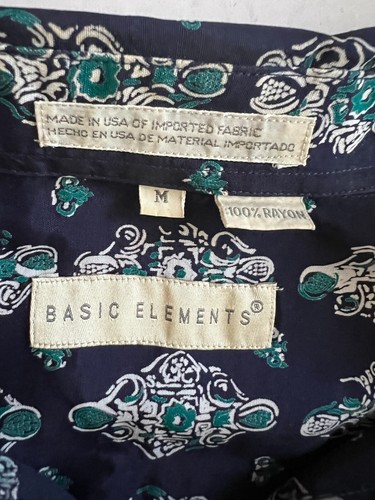 MADE IN USA OF IMPORTED FABRIC
HECHO EN USA DE MATERIAL IMPORTADO
M
100% RAYON
BASIC ELEMENTS®